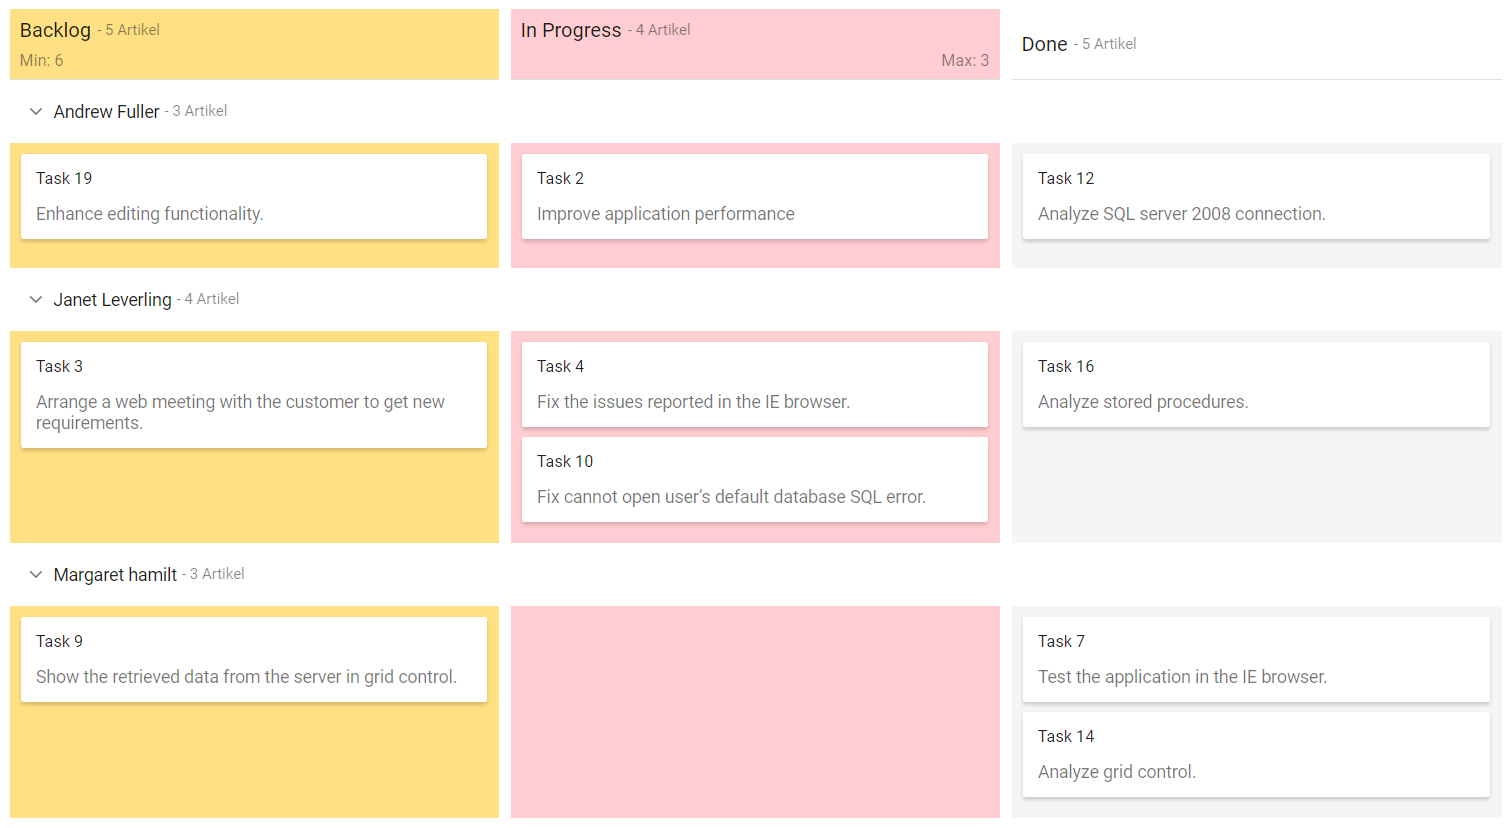 Backlog - 5 Artikel
Min: 6
In Progress - 4 Artikel
Max: 3
Done - 5 Artikel
Andrew Fuller - 3 Artikel
Task 19
Enhance editing functionality.
Task 2
Improve application performance
Task 12
Analyze SQL server 2008 connection.
Janet Leverling - 4 Artikel
Task 3
Arrange a web meeting with the customer to get new
requirements.
Task 4
Fix the issues reported in the IE browser.
Task 10
Fix cannot open user’s default database SQL error.
Task 16
Analyze stored procedures.
Margaret hamilt - 3 Artikel
Task 9
Show the retrieved data from the server in grid control.
Task 7
Test the application in the IE browser.
Task 14
Analyze grid control.